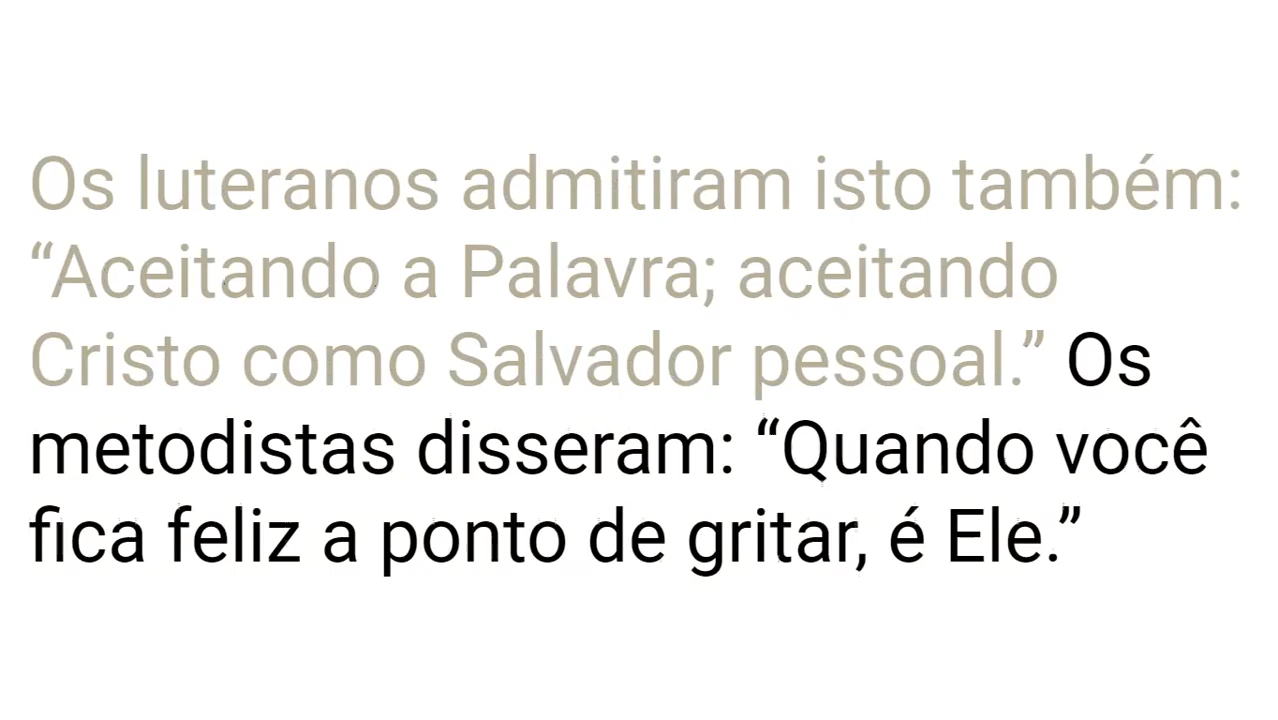 Os luteranos admitiram isto também:
“Aceitando a Palavra; aceitando
Cristo como Salvador pessoal.” Os
metodistas disseram: “Quando você
fica feliz a ponto de gritar, é Ele.”